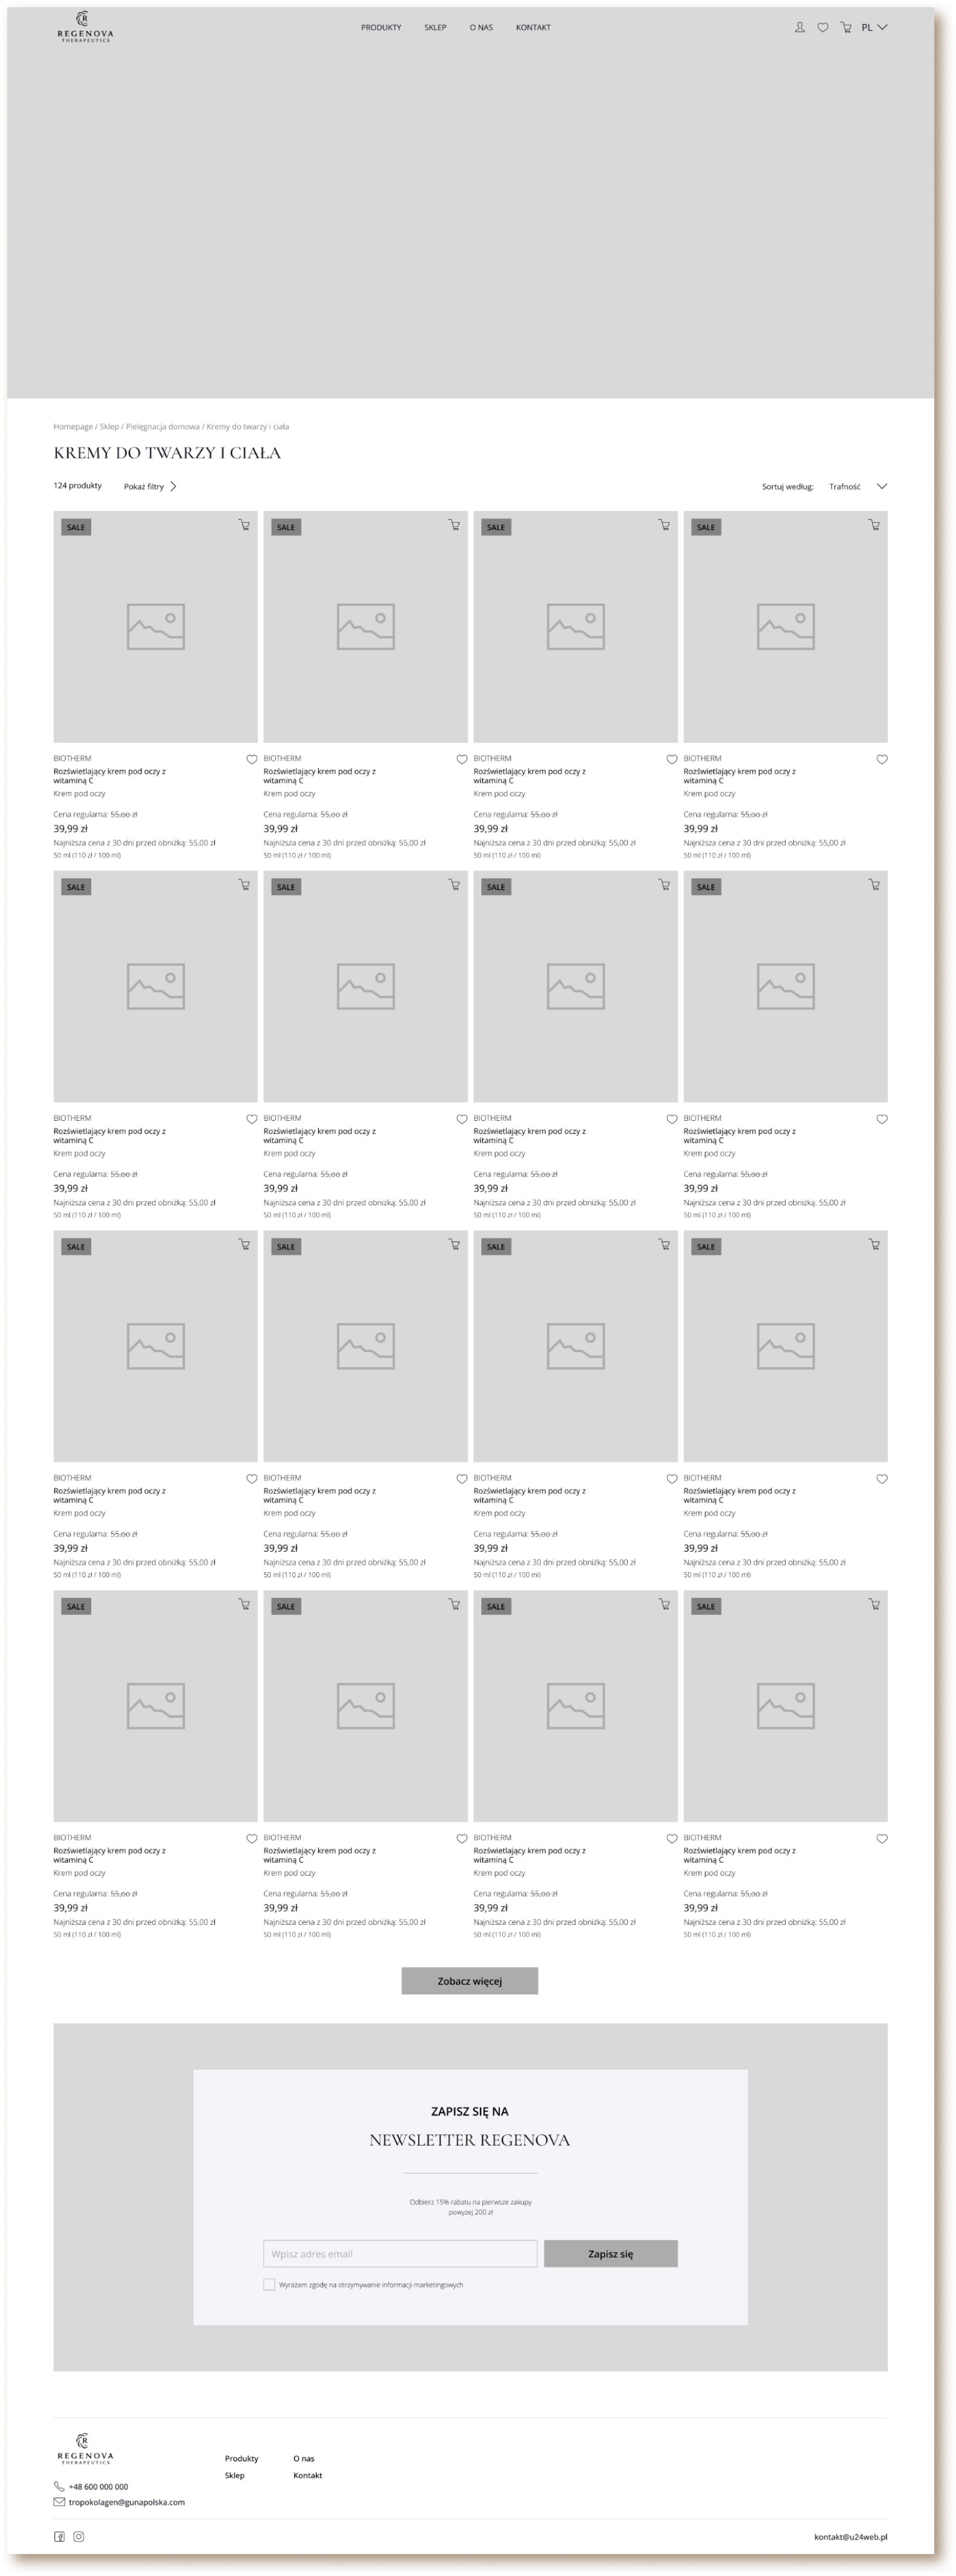 REGENOVA
THERAPEUTICS
PRODUKTY SKLEP O NAS KONTAKT
PL
Homepage / Sklep / Pielęgnacja domowa / Kremy do twarzy i ciała
KREMY DO TWARZY I CIAŁA
124 produkty Pokaż filtry Sortuj według: Trafność
SALE SALE SALE SALE
BIOTHERM BIOTHERM BIOTHERM BIOTHERM
Rozświetlający krem pod oczy z Rozświetlający krem pod oczy z Rozświetlający krem pod oczy z Rozświetlający krem pod oczy z
witaminą C witaminą C witaminą C witaminą C
Krem pod oczy Krem pod oczy Krem pod oczy Krem pod oczy
Cena regularna: 55,00 zł Cena regularna: 55,00 zł Cena regularna: 55,00 zł Cena regularna: 55,00 zł
39,99 zł 39,99 zł 39,99 zł 39,99 zł
Najniższa cena z 30 dni przed obniżką: 55,00 zł Najniższa cena z 30 dni przed obniżką: 55,00 zł Najniższa cena z 30 dni przed obniżką: 55,00 zł Najniższa cena z 30 dni przed obniżką: 55,00 zł
50 ml (110 zł / 100 ml) 50 ml (110 zł / 100 ml) 50 ml (110 zł / 100 ml) 50 ml (110 zł / 100 ml)
SALE SALE SALE SALE
BIOTHERM BIOTHERM BIOTHERM BIOTHERM
Rozświetlający krem pod oczy z Rozświetlający krem pod oczy z Rozświetlający krem pod oczy z Rozświetlający krem pod oczy z
witaminą C witaminą C witaminą C witaminą C
Krem pod oczy Krem pod oczy Krem pod oczy Krem pod oczy
Cena regularna: 55,00 zł Cena regularna: 55,00 zł Cena regularna: 55,00 zł Cena regularna: 55,00 zł
39,99 zł 39,99 zł 39,99 zł 39,99 zł
Najniższa cena z 30 dni przed obniżką: 55,00 zł Najniższa cena z 30 dni przed obniżką: 55,00 zł Najniższa cena z 30 dni przed obniżką: 55,00 zł Najniższa cena z 30 dni przed obniżką: 55,00 zł
50 ml (110 zł / 100 ml) 50 ml (110 zł / 100 ml) 50 ml (110 zł / 100 ml) 50 ml (110 zł / 100 ml)
SALE SALE SALE SALE
BIOTHERM BIOTHERM BIOTHERM BIOTHERM
Rozświetlający krem pod oczy z Rozświetlający krem pod oczy z Rozświetlający krem pod oczy z Rozświetlający krem pod oczy z
witaminą C witaminą C witaminą C witaminą C
Krem pod oczy Krem pod oczy Krem pod oczy Krem pod oczy
Cena regularna: 55,00 zł Cena regularna: 55,00 zł Cena regularna: 55,00 zł Cena regularna: 55,00 zł
39,99 zł 39,99 zł 39,99 zł 39,99 zł
Najniższa cena z 30 dni przed obniżką: 55,00 zł Najniższa cena z 30 dni przed obniżką: 55,00 zł Najniższa cena z 30 dni przed obniżką: 55,00 zł Najniższa cena z 30 dni przed obniżką: 55,00 zł
50 ml (110 zł / 100 ml) 50 ml (110 zł / 100 ml) 50 ml (110 zł / 100 ml) 50 ml (110 zł / 100 ml)
SALE SALE SALE SALE
BIOTHERM BIOTHERM BIOTHERM BIOTHERM
Rozświetlający krem pod oczy z Rozświetlający krem pod oczy z Rozświetlający krem pod oczy z Rozświetlający krem pod oczy z
witaminą C witaminą C witaminą C witaminą C
Krem pod oczy Krem pod oczy Krem pod oczy Krem pod oczy
Cena regularna: 55,00 zł Cena regularna: 55,00 zł Cena regularna: 55,00 zł Cena regularna: 55,00 zł
39,99 zł 39,99 zł 39,99 zł 39,99 zł
Najniższa cena z 30 dni przed obniżką: 55,00 zł Najniższa cena z 30 dni przed obniżką: 55,00 zł Najniższa cena z 30 dni przed obniżką: 55,00 zł Najniższa cena z 30 dni przed obniżką: 55,00 zł
50 ml (110 zł / 100 ml) 50 ml (110 zł / 100 ml) 50 ml (110 zł / 100 ml) 50 ml (110 zł / 100 ml)
Zobacz więcej
ZAPISZ SIĘ NA
NEWSLETTER REGENOVA
Odbierz 15% rabatu na pierwsze zakupy
powyżej 200 zł
Wpisz adres email Zapisz się
Wyrażam zgodę na otrzymywanie informacji marketingowych
REGENOVA
THERAPEUTICS
Produkty O nas
Sklep Kontakt
+48 600 000 000
tropokolagen@gunapolska.com
kontakt@u24web.pl